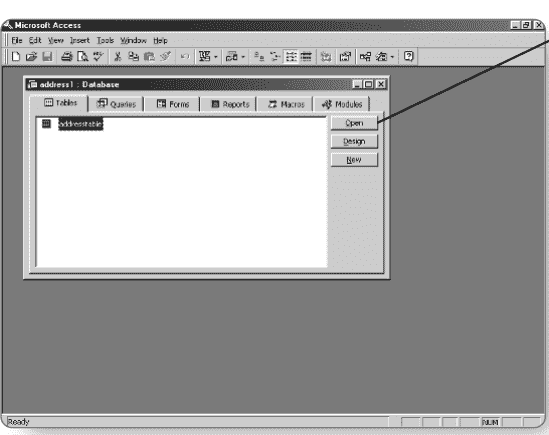 Microsoft Access
File Edit View Insert Tools Window Help
address1 : Database
Tables Queries Forms Reports Macros Modules
addresstable
Open
Design
New
Ready NUM